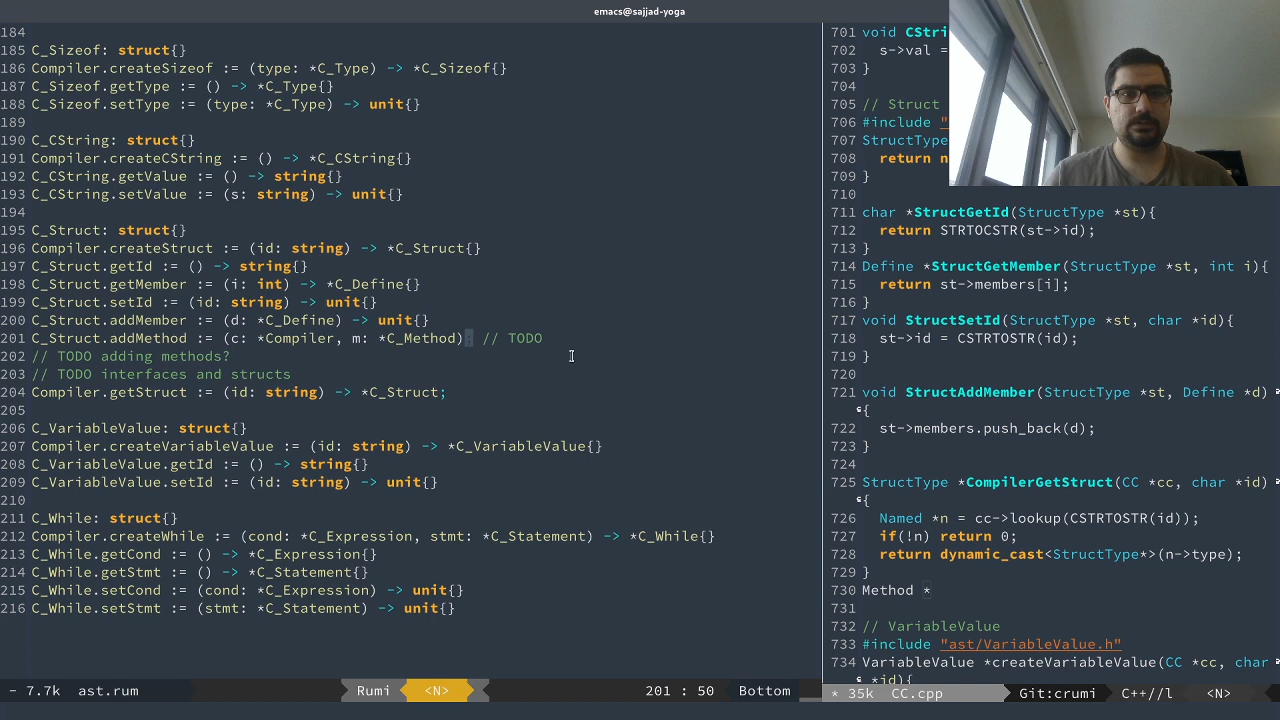 emacs@sajjad-yoga
184
185 C_Sizeof: struct{}
186 Compiler.createSizeof := (type: *C_Type) -> *C_Sizeof{}
187 C_Sizeof.getType := () -> *C_Type{}
188 C_Sizeof.setType := (type: *C_Type) -> unit{}
189
190 C_CString: struct{}
191 Compiler.createCString := () -> *C_CString{}
192 C_CString.getValue := () -> string{}
193 C_CString.setValue := (s: string) -> unit{}
194
195 C_Struct: struct{}
196 Compiler.createStruct := (id: string) -> *C_Struct{}
197 C_Struct.getId := () -> string{}
198 C_Struct.getMember := (i: int) -> *C_Define{}
199 C_Struct.setId := (id: string) -> unit{}
200 C_Struct.addMember := (d: *C_Define) -> unit{}
201 C_Struct.addMethod := (c: *Compiler, m: *C_Method); // TODO
202 // TODO adding methods?
203 // TODO interfaces and structs
204 Compiler.getStruct := (id: string) -> *C_Struct;
205
206 C_VariableValue: struct{}
207 Compiler.createVariableValue := (id: string) -> *C_VariableValue{}
208 C_VariableValue.getId := () -> string{}
209 C_VariableValue.setId := (id: string) -> unit{}
210
211 C_While: struct{}
212 Compiler.createWhile := (cond: *C_Expression, stmt: *C_Statement) -> *C_While{}
213 C_While.getCond := () -> *C_Expression{}
214 C_While.getStmt := () -> *C_Statement{}
215 C_While.setCond := (cond: *C_Expression) -> unit{}
216 C_While.setStmt := (stmt: *C_Statement) -> unit{}
- 7.7k ast.rum Rumi <N> 201 : 50 Bottom
701 void CStri
702 s->val =
703 }
704
705 // Struct
706 #include "
707 StructType
708 return n
709 }
710
711 char *StructGetId(StructType *st){
712 return STRTOCSTR(st->id);
713 }
714 Define *StructGetMember(StructType *st, int i){
715 return st->members[i];
716 }
717 void StructSetId(StructType *st, char *id){
718 st->id = CSTRTOSTR(id);
719 }
720
721 void StructAddMember(StructType *st, Define *d)
{
722 st->members.push_back(d);
723 }
724
725 StructType *CompilerGetStruct(CC *cc, char *id)
{
726 Named *n = cc->lookup(CSTRTOSTR(id));
727 if(!n) return 0;
728 return dynamic_cast<StructType*>(n->type);
729 }
730 Method *
731
732 // VariableValue
733 #include "ast/VariableValue.h"
734 VariableValue *createVariableValue(CC *cc, char
*id){
* 35k CC.cpp Git:crumi C++//l <N>